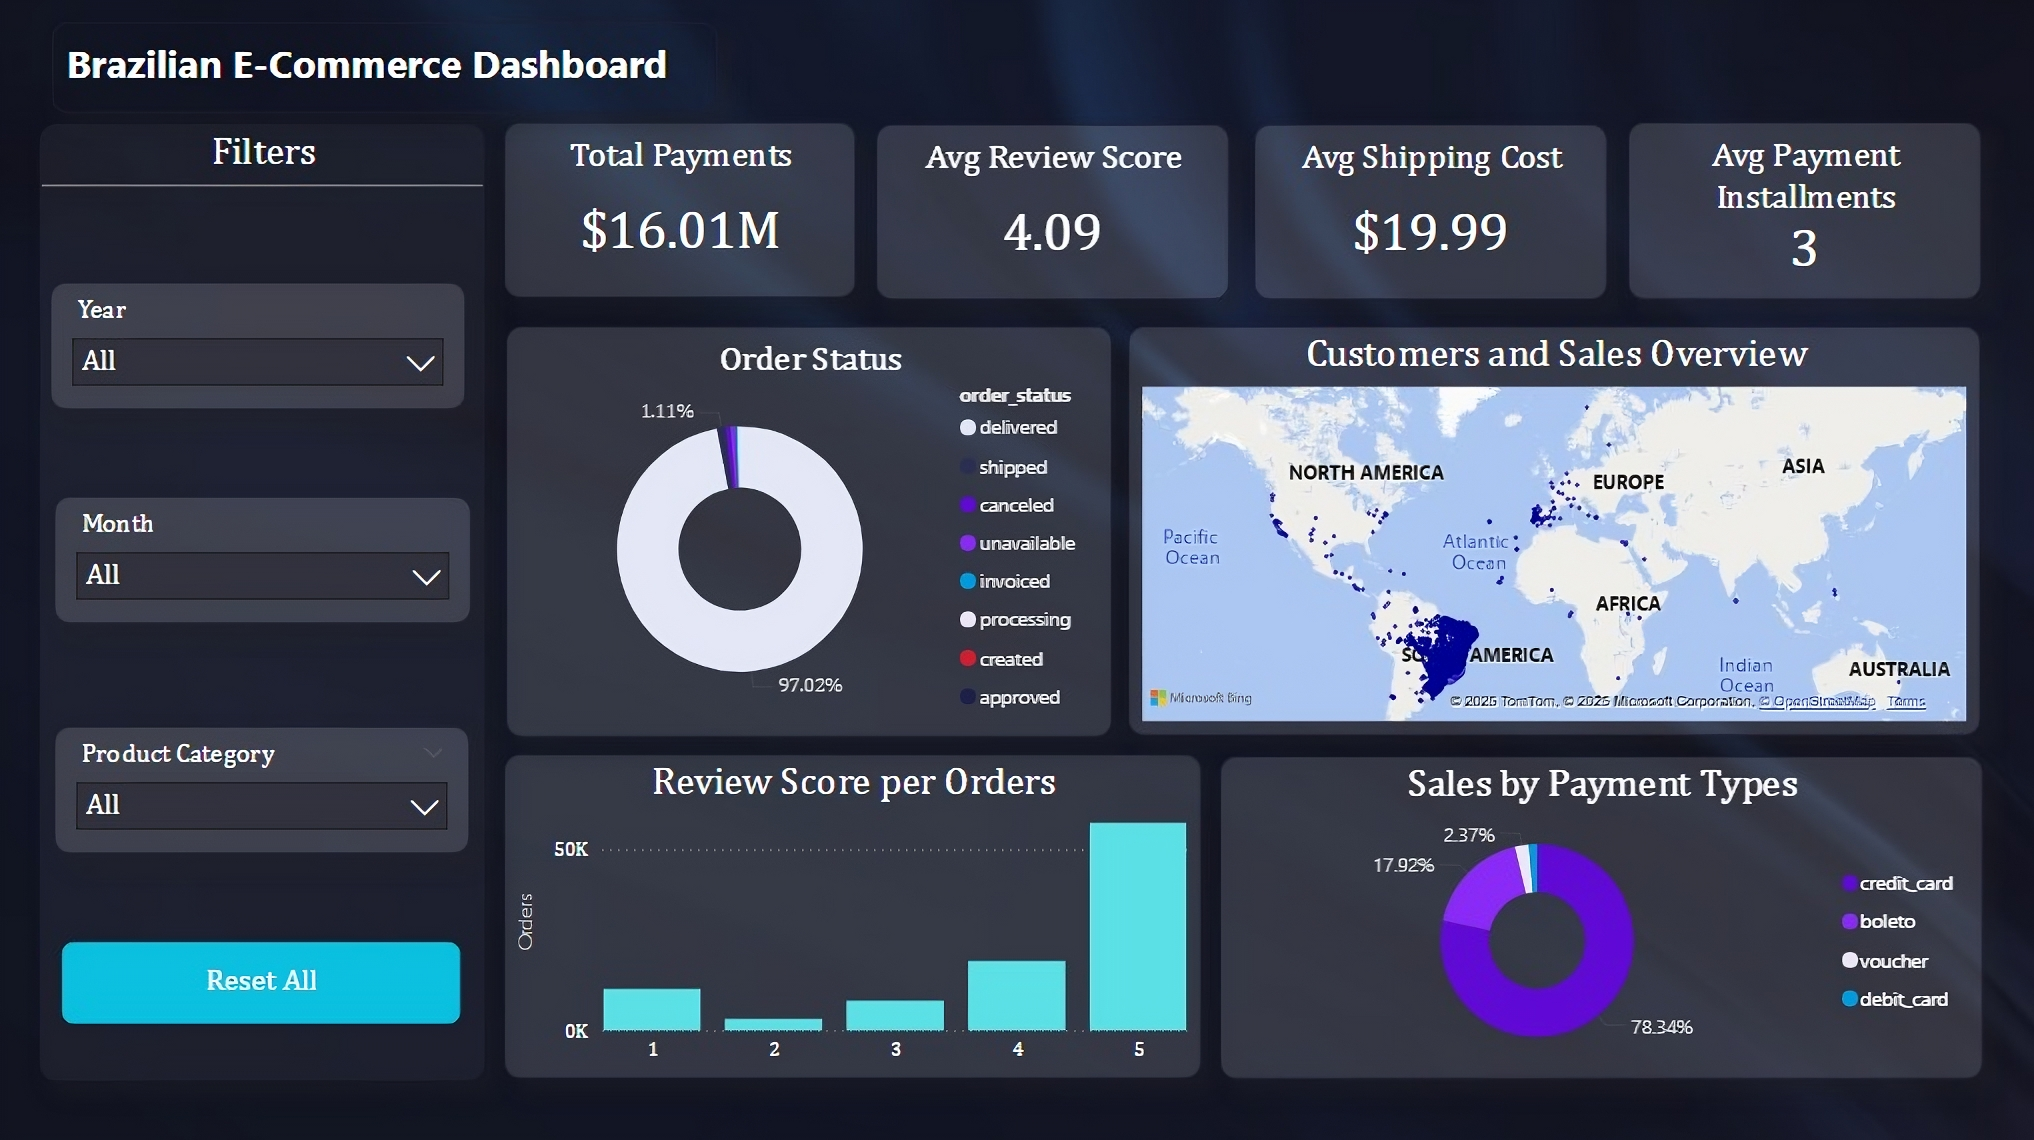 Brazilian E-Commerce Dashboard
Filters
Year
All
Month
All
Product Category
All
Reset All
Total Payments
$16.01M
Avg Review Score
4.09
Avg Shipping Cost
$19.99
Avg Payment
Installments
3
Order Status
1.11%
97.02%
order_status
delivered
shipped
canceled
unavailable
invoiced
processing
created
approved
Customers and Sales Overview
NORTH AMERICA
EUROPE
ASIA
Pacific
Ocean
Atlantic
Ocean
AFRICA
AMERICA
Indian
Ocean
AUSTRALIA
Microsoft Bing
© 2025 TomTom, © 2025 Microsoft Corporation, © OpenStreetMap Terms
Review Score per Orders
Orders
50K
0K
1 2 3 4 5
Sales by Payment Types
2.37%
17.92%
78.34%
credit_card
boleto
voucher
debit_card